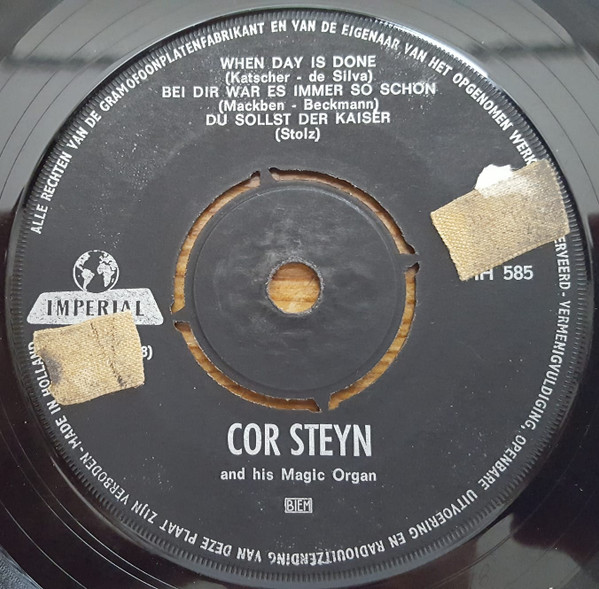 ALLE RECHTEN VAN DE GRAMOFOONPLATENFABRIKANT EN VAN DE EIGENAAR VAN HET OPGENOMEN WERK
VERMENIGVULDIGING, OPENBARE UITVOERING EN RADIOUITZENDING VAN DEZE PLAAT ZIJN VERBODEN-MADE IN HOLLAND
WHEN DAY IS DONE
(Katscher - de Silva)
BEI DIR WAR ES IMMER SO SCHÖN
(Mackben - Beckmann)
DU SOLLST DER KAISER
(Stolz)
585
IMPERIAL
COR STEYN
and his Magic Organ
BIEM